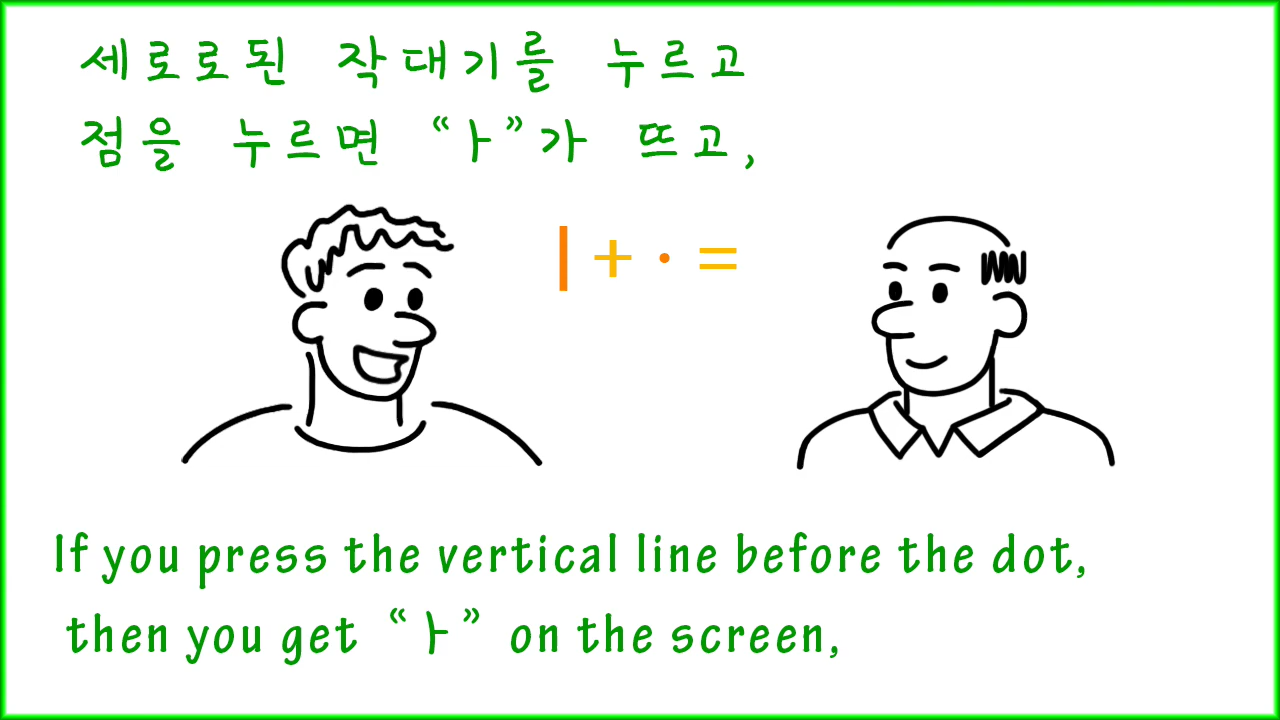 세로로된 작대기를 누르고
점을 누르면 “ㅏ”가 뜨고,
ㅣ + · =
If you press the vertical line before the dot,
then you get “ㅏ” on the screen,